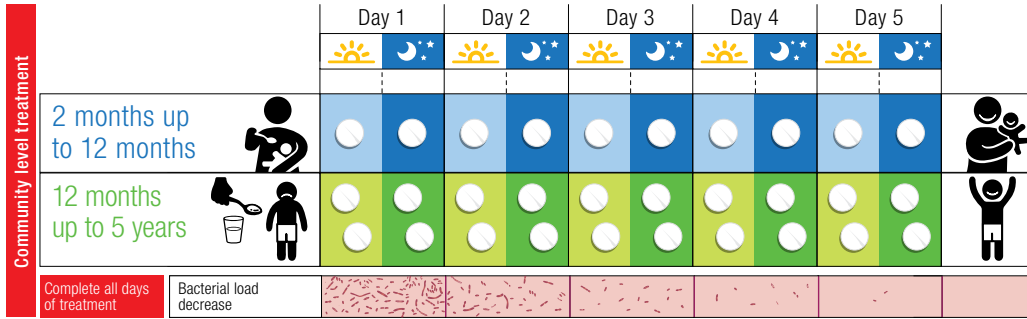 Community level treatment
Day 1
Day 2
Day 3
Day 4
Day 5
2 months up
to 12 months
12 months
up to 5 years
Complete all days
of treatment
Bacterial load
decrease